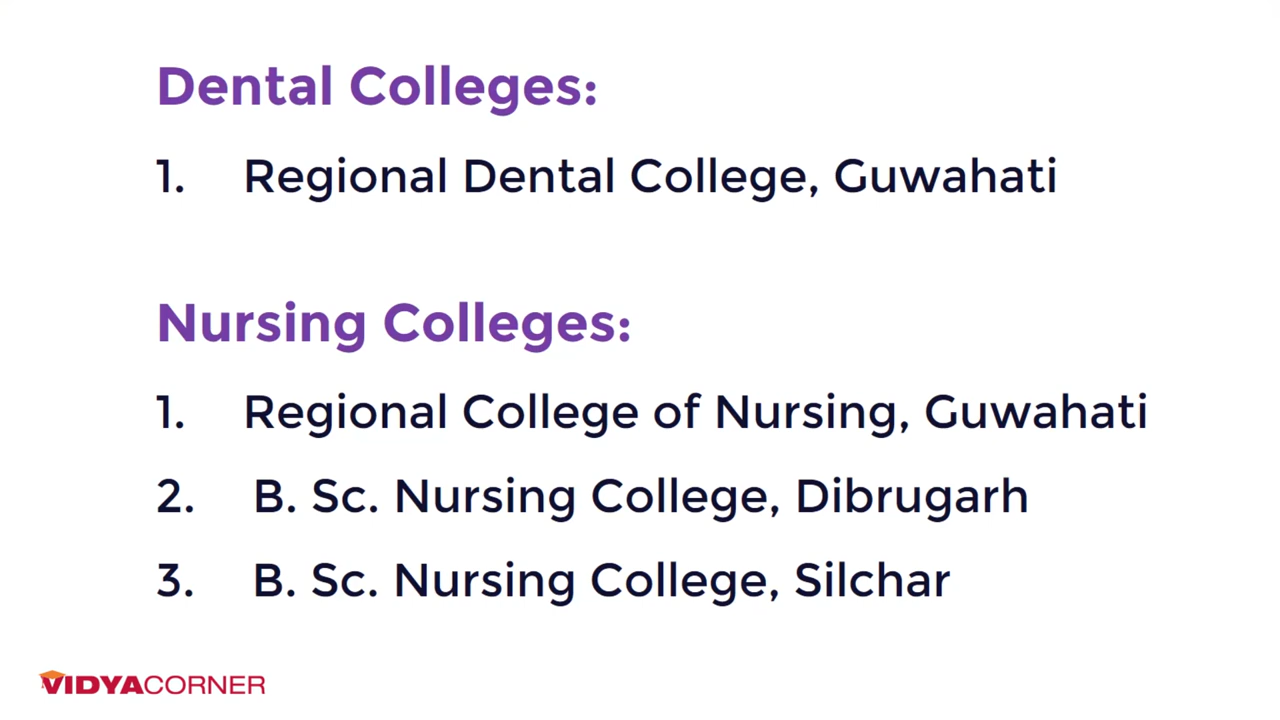 Dental Colleges:
1. Regional Dental College, Guwahati
Nursing Colleges:
1. Regional College of Nursing, Guwahati
2. B. Sc. Nursing College, Dibrugarh
3. B. Sc. Nursing College, Silchar
VIDYACORNER